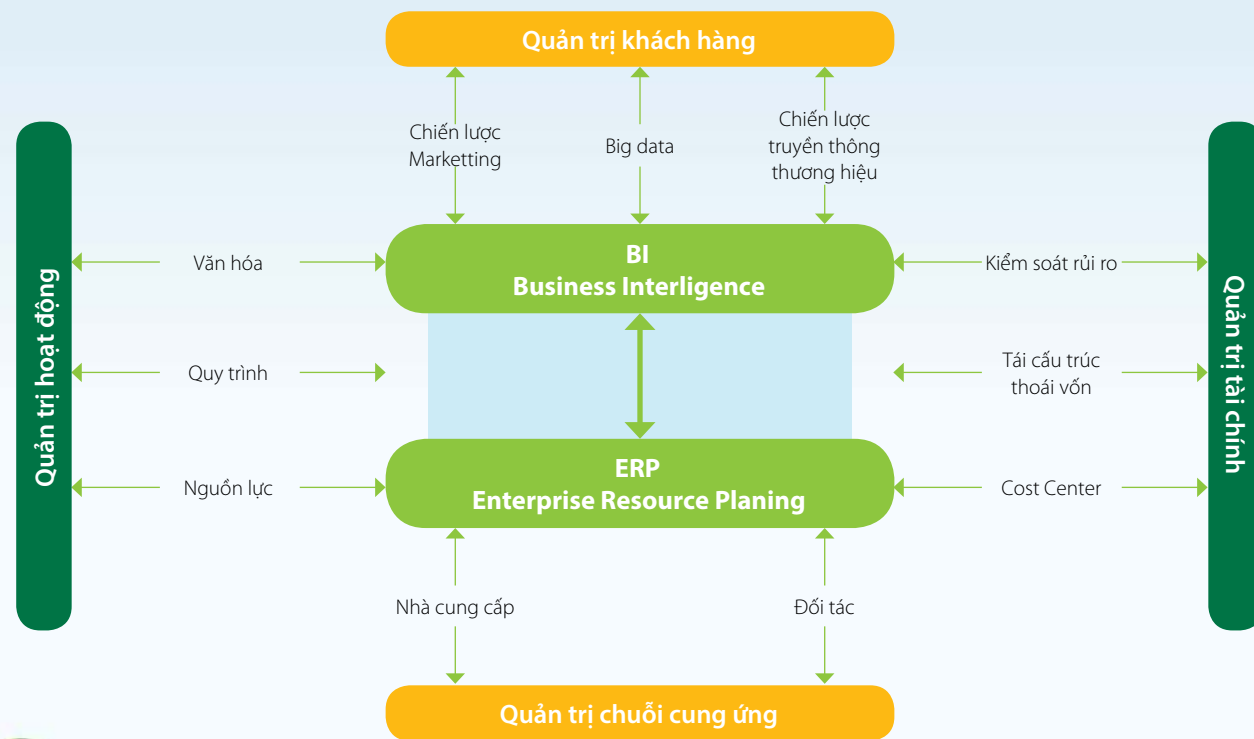 Quản trị khách hàng
Chiến lược
Marketting
Big data
Chiến lược
truyền thông
thương hiệu
Quản trị hoạt động
Văn hóa
BI
Business Interligence
Kiểm soát rủi ro
Quy trình
Tái cấu trúc
thoái vốn
Quản trị tài chính
Nguồn lực
ERP
Enterprise Resource Planing
Cost Center
Nhà cung cấp
Đối tác
Quản trị chuỗi cung ứng